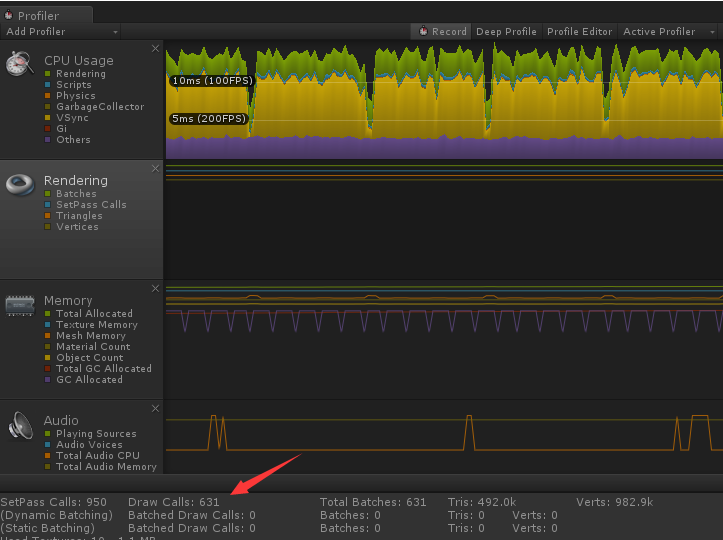 Profiler
Add Profiler Record Deep Profile Profile Editor Active Profiler
CPU Usage
Rendering
Scripts
Physics
GarbageCollector
VSync
Gi
Others
10ms (100FPS)
5ms (200FPS)
Rendering
Batches
SetPass Calls
Triangles
Vertices
Memory
Total Allocated
Texture Memory
Mesh Memory
Material Count
Object Count
Total GC Allocated
GC Allocated
Audio
Playing Sources
Audio Voices
Total Audio CPU
Total Audio Memory
SetPass Calls: 950 Draw Calls: 631 Total Batches: 631 Tris: 492.0k Verts: 982.9k
(Dynamic Batching) Batched Draw Calls: 0 Batches: 0 Tris: 0 Verts: 0
(Static Batching) Batched Draw Calls: 0 Batches: 0 Tris: 0 Verts: 0